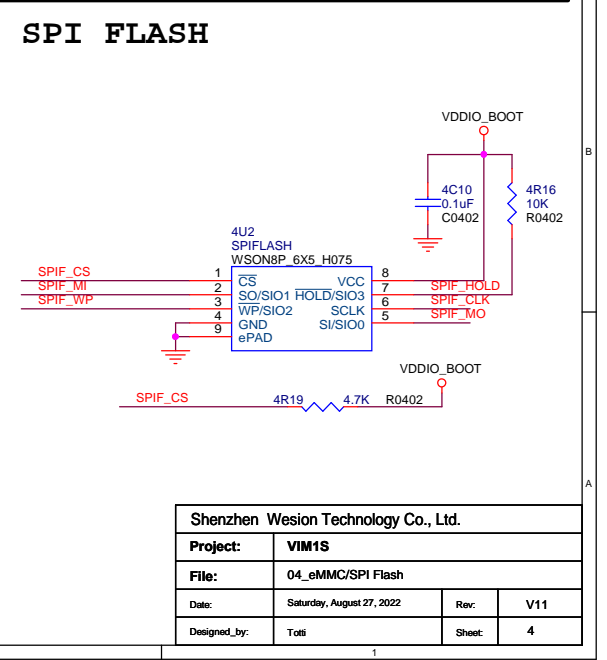 SPI FLASH
VDDIO_BOOT
B
4C10
0.1uF
C0402
4R16
10K
R0402
4U2
SPIFLASH
WSON8P_6X5_H075
SPIF_CS 1 CS VCC 8
SPIF_MI 2 SO/SIO1 HOLD/SIO3 7 SPIF_HOLD
SPIF_WP 3 WP/SIO2 SCLK 6 SPIF_CLK
4 GND SI/SIO0 5 SPIF_MO
9 ePAD
VDDIO_BOOT
SPIF_CS 4R19 4.7K R0402
A
Shenzhen Wesion Technology Co., Ltd.
Project: VIM1S
File: 04_eMMC/SPI Flash
Date: Saturday, August 27, 2022 Rev: V11
Designed_by: Totti Sheet: 4
1